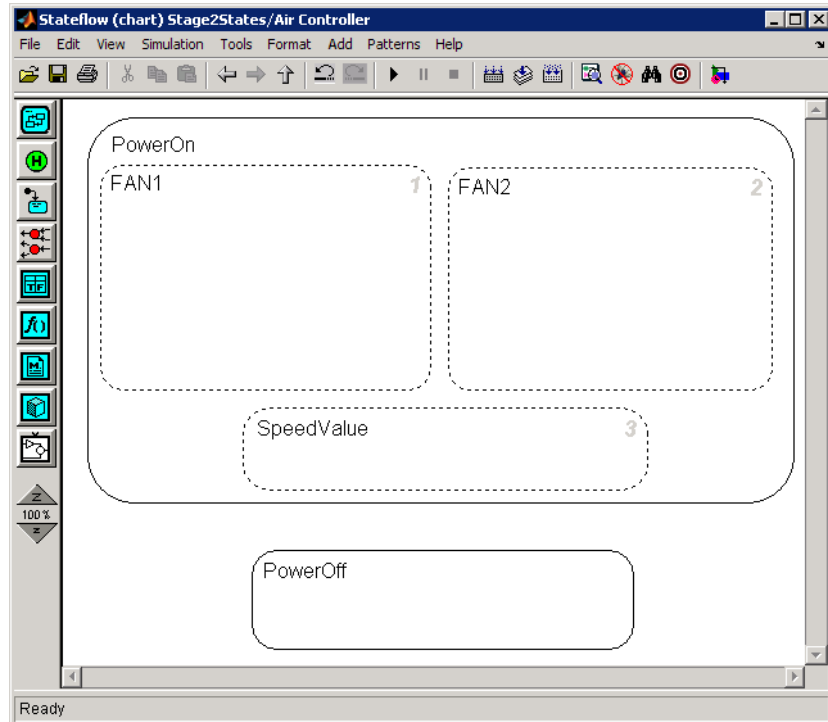 Stateflow (chart) Stage2States/Air Controller
File Edit View Simulation Tools Format Add Patterns Help
PowerOn
FAN1 1
FAN2 2
SpeedValue 3
PowerOff
100 %
Ready